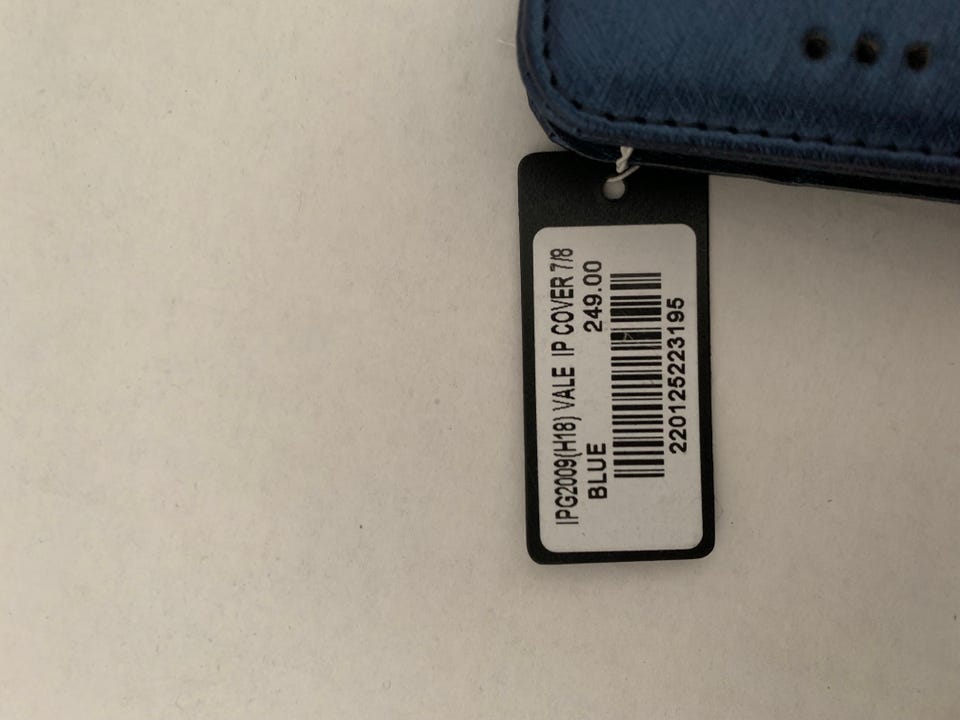 IPG2009(H18) VALE IP COVER 7/8
BLUE 249.00
220125223195